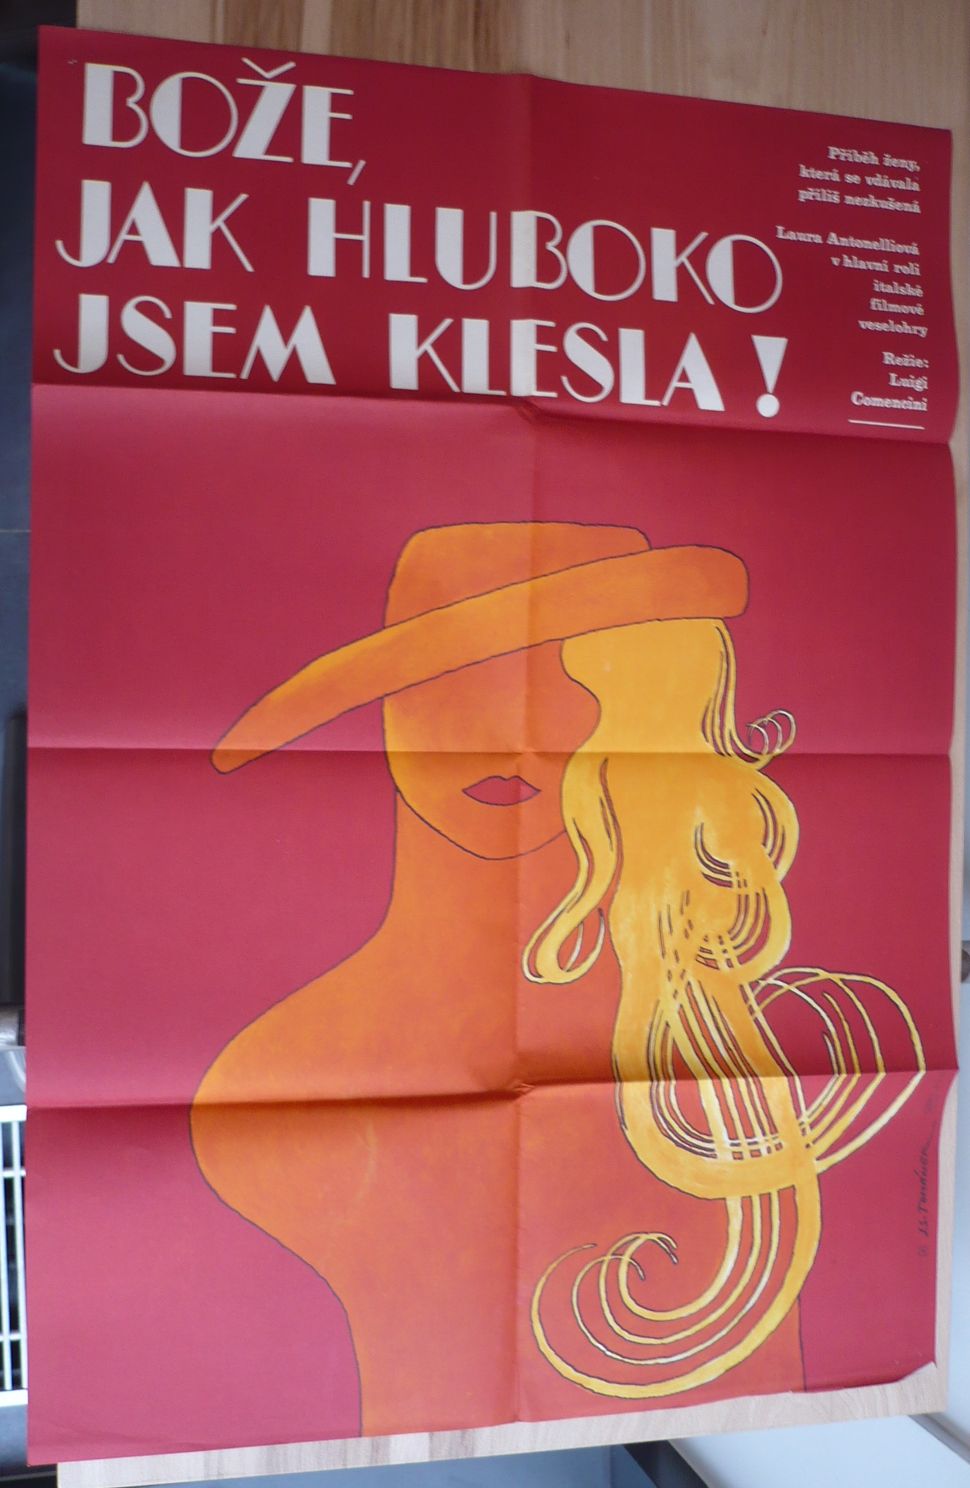 BOŽE,
JAK HLUBOKO
JSEM KLESLA!
Příběh ženy,
která se vdávala
příliš nezkušená
Laura Antonelliová
v hlavní roli
italské
filmové
veselohry
Režie:
Luigi
Comencini